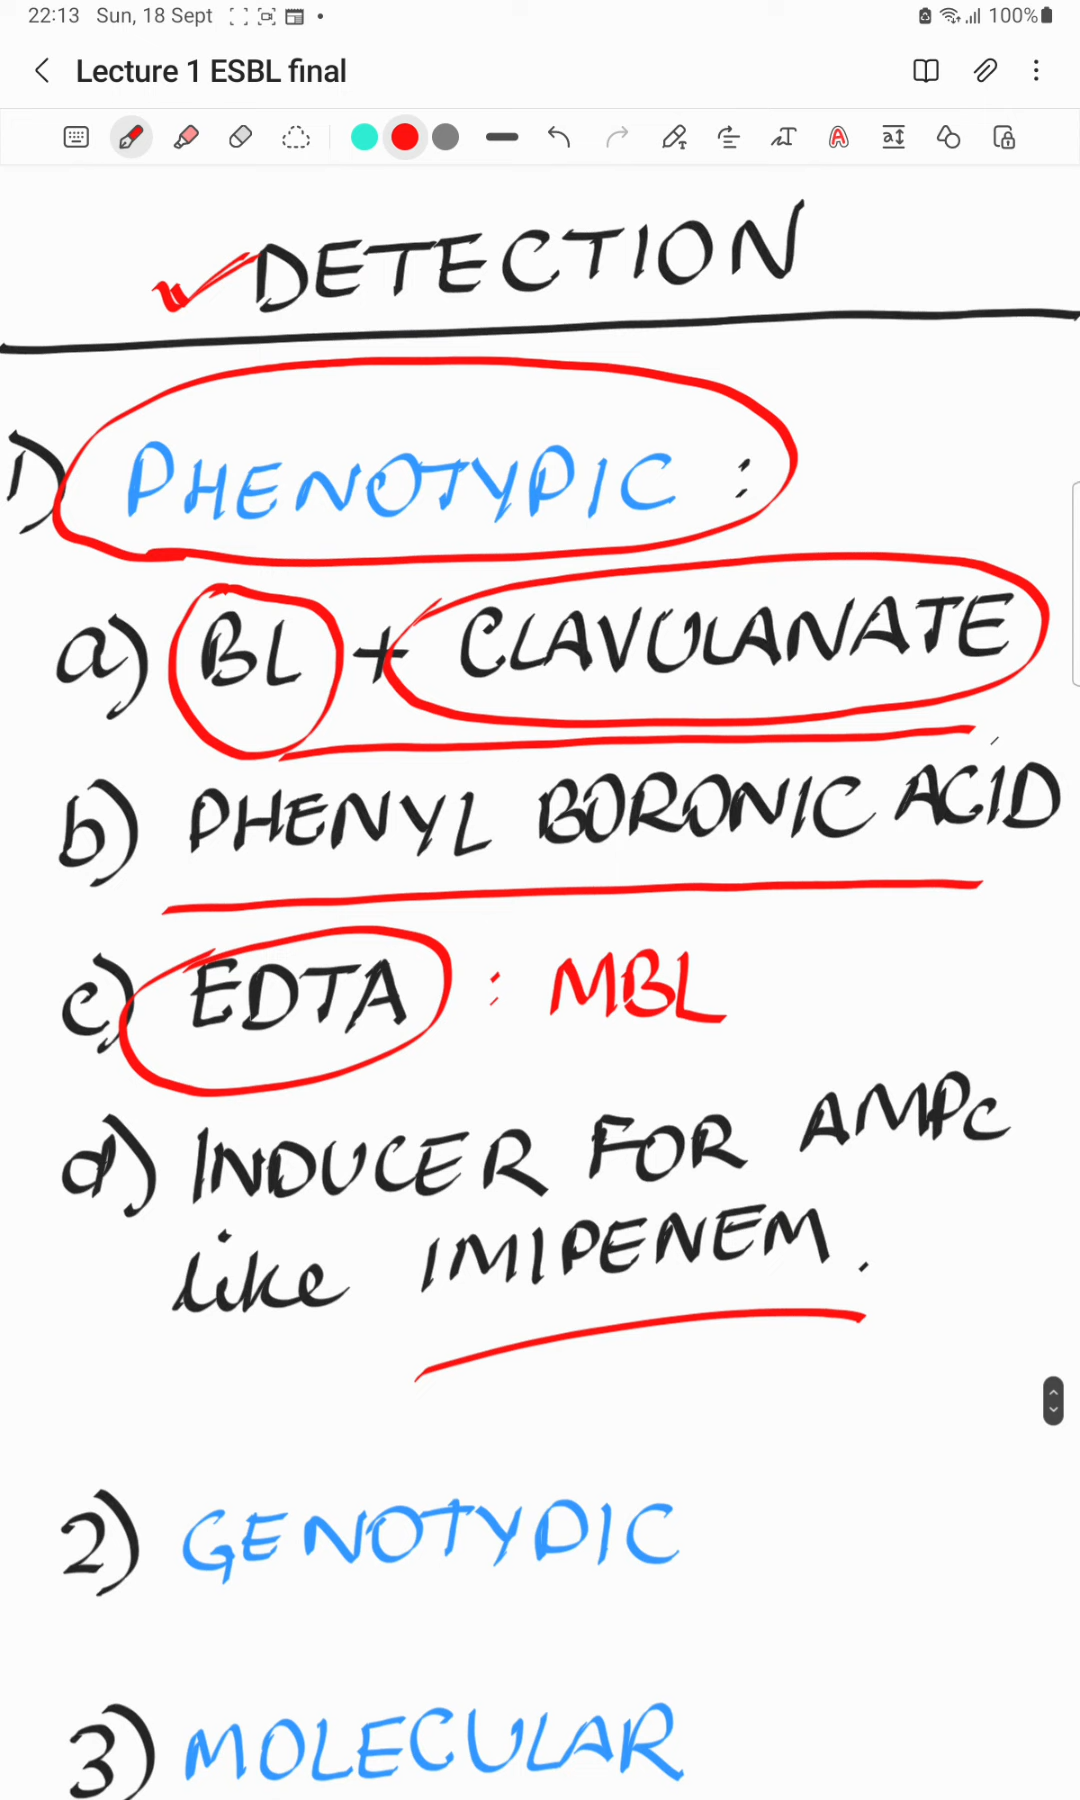 22:13 Sun, 18 Sept 100%
Lecture 1 ESBL final
DETECTION
1) PHENOTYPIC :
a) BL + CLAVULANATE
b) PHENYL BORONIC ACID
c) EDTA : MBL
d) INDUCER FOR AMPc
like IMIPENEM.
2) GENOTYPIC
3) MOLECULAR